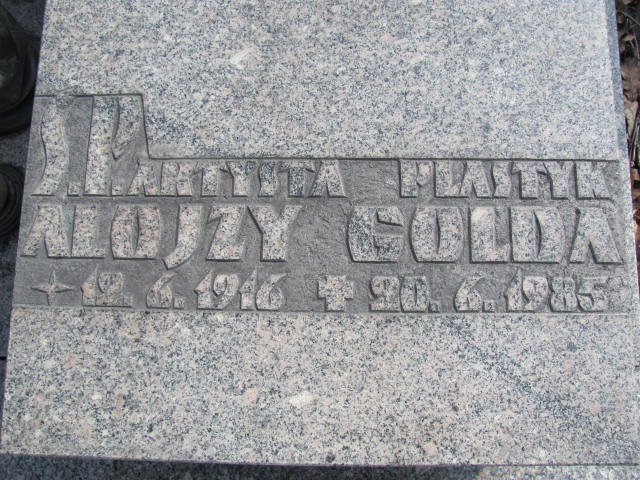 Ś.P. ARTYSTA PLASTYK
ALOJZY GOLDA
12. 6. 1916 20. 6. 1985